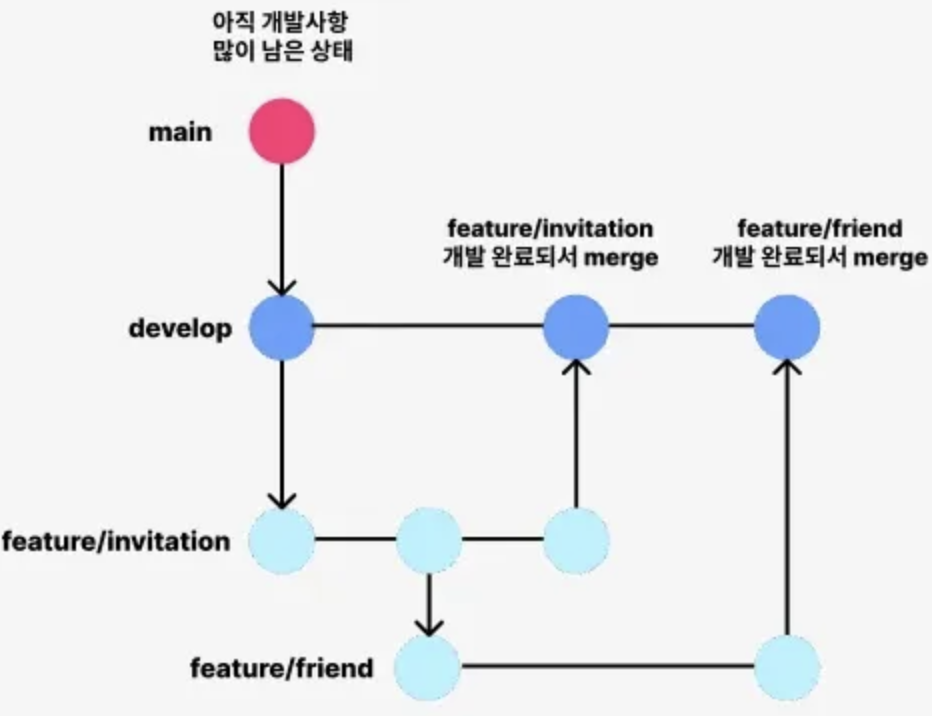 아직 개발사항
많이 남은 상태
main
feature/invitation
개발 완료되서 merge
feature/friend
개발 완료되서 merge
develop
feature/invitation
feature/friend